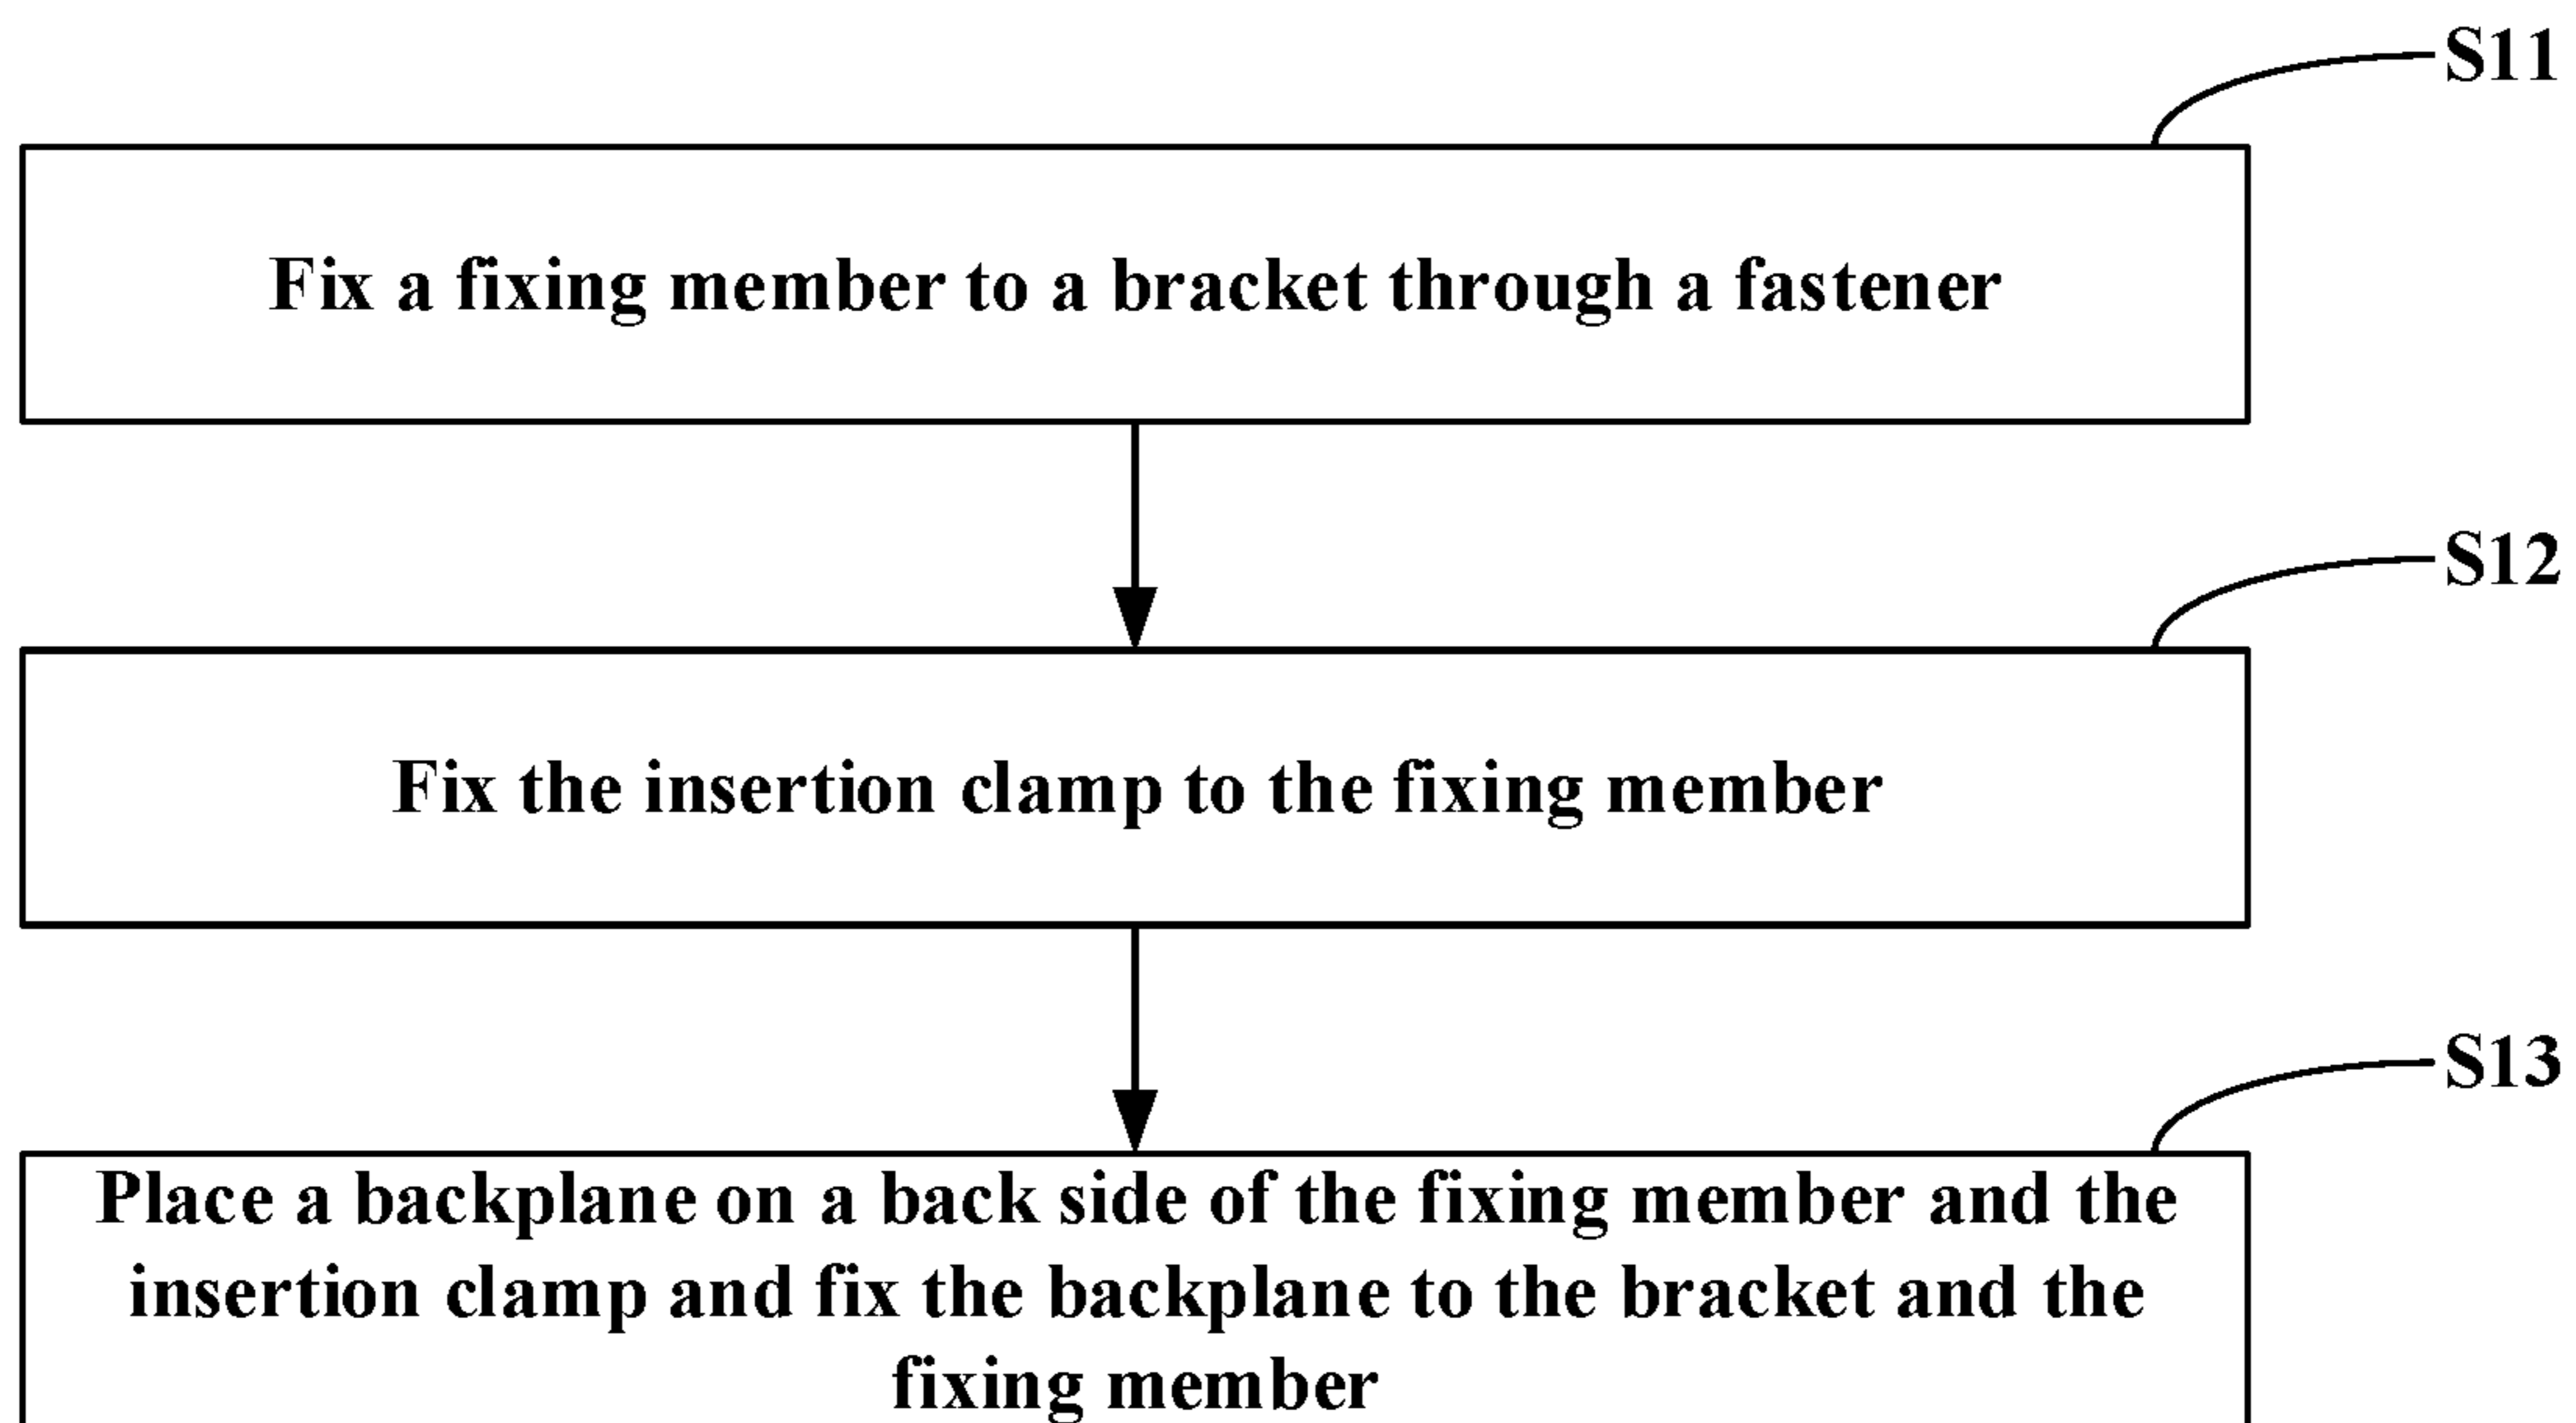 S11
Fix a fixing member to a bracket through a fastener
S12
Fix the insertion clamp to the fixing member
S13
Place a backplane on a back side of the fixing member and the
insertion clamp and fix the backplane to the bracket and the
fixing member